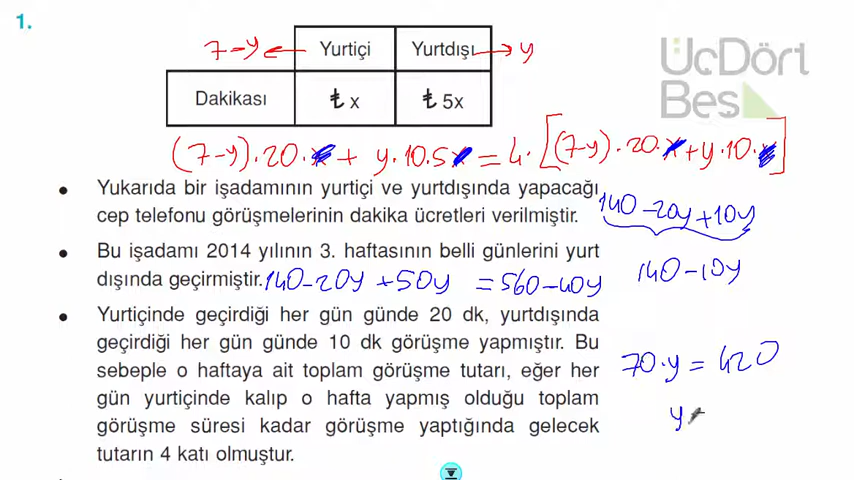 1.
ÜçDört
Beş
7-y ← Yurtiçi Yurtdışı → y
Dakikası ₺ x ₺ 5x
(7-y)·20·x + y·10·5x = 4·[(7-y)·20·x+y·10·x]
• Yukarıda bir işadamının yurtiçi ve yurtdışında yapacağı
cep telefonu görüşmelerinin dakika ücretleri verilmiştir.
140-20y+10y
140-10y
• Bu işadamı 2014 yılının 3. haftasının belli günlerini yurt
dışında geçirmiştir.
140-20y+50y = 560-40y
• Yurtiçinde geçirdiği her gün günde 20 dk, yurtdışında
geçirdiği her gün günde 10 dk görüşme yapmıştır. Bu
sebeple o haftaya ait toplam görüşme tutarı, eğer her
gün yurtiçinde kalıp o hafta yapmış olduğu toplam
görüşme süresi kadar görüşme yaptığında gelecek
tutarın 4 katı olmuştur.
70·y = 420
y